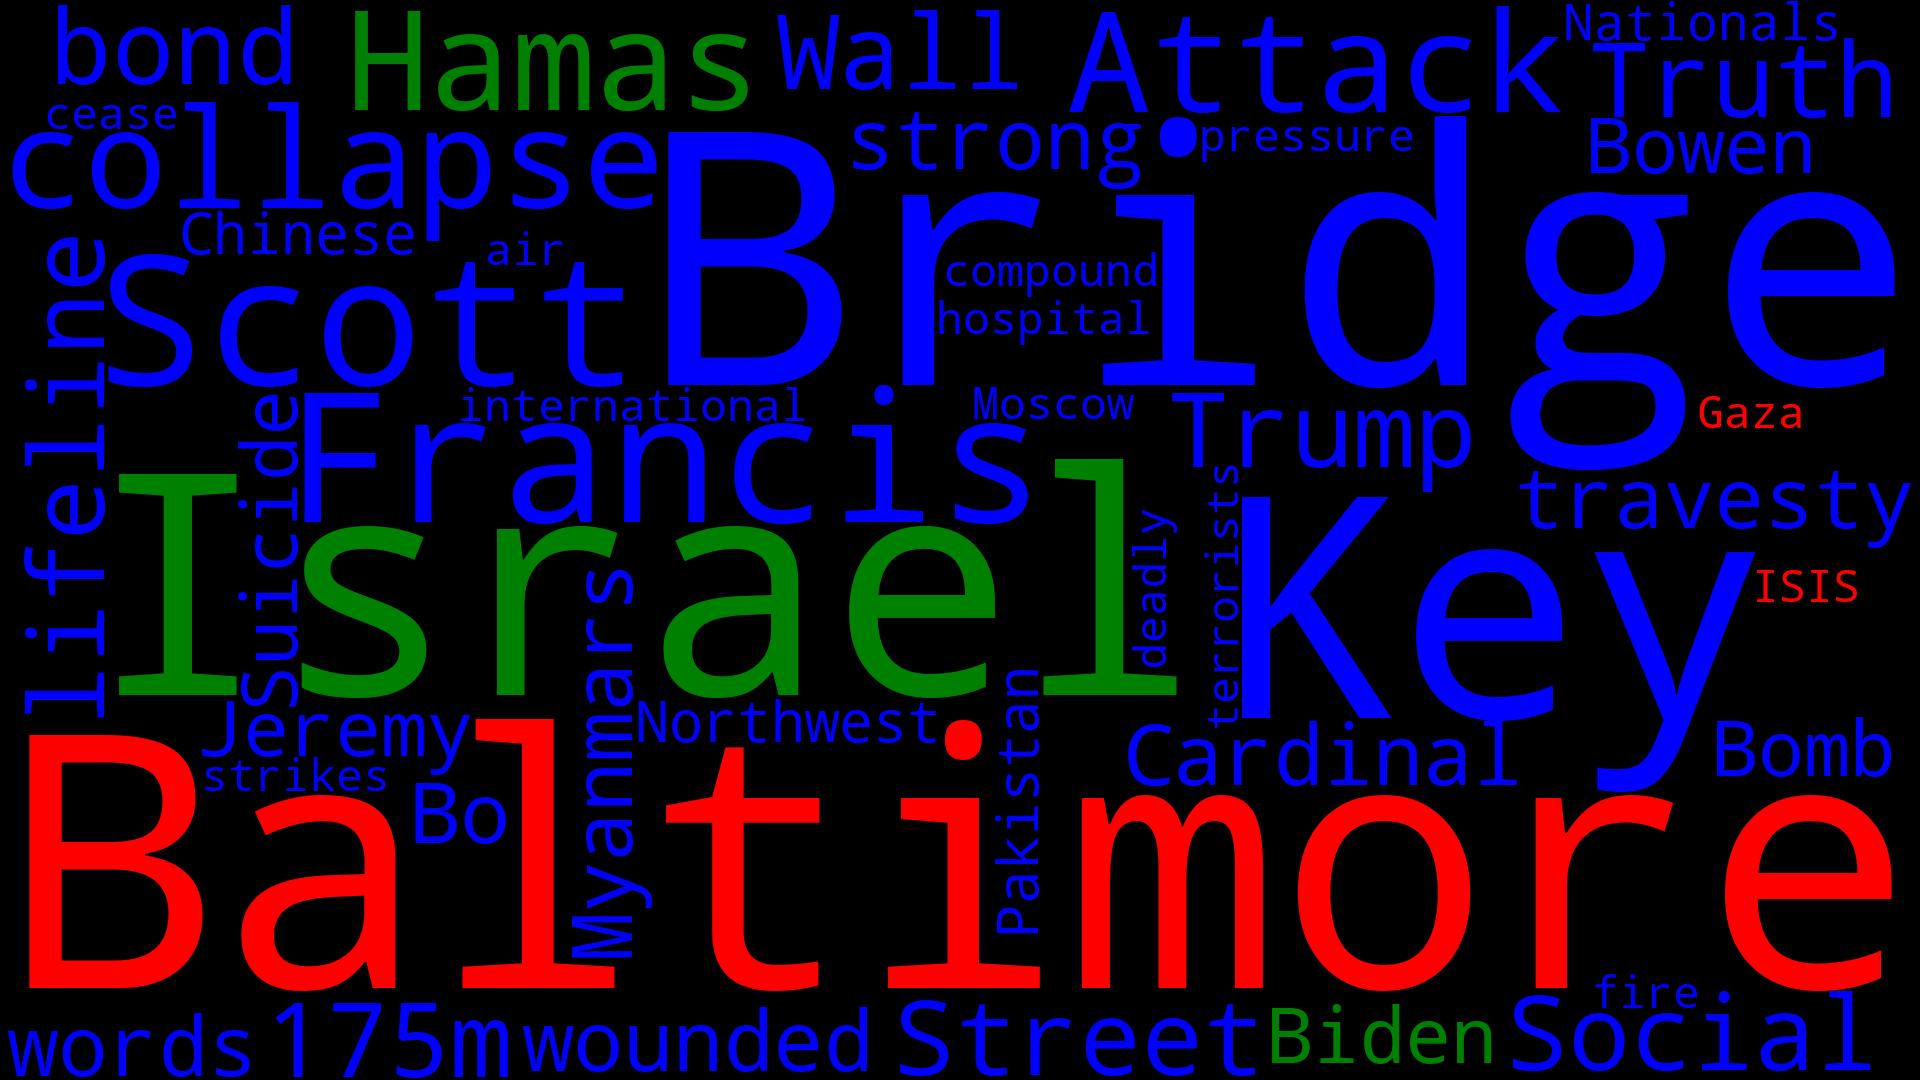 bond
Hamas
Wall
Attack
Nationals
Truth
cease
collapse
strong
pressure
Bowen
Bridge
Chinese
air
Scott
compound
hospital
lifeline
Suicide
international
Francis
Moscow
Trump
Gaza
travesty
Israel
deadly
terrorists
Key
ISIS
Myanmars
Jeremy
Northwest
Pakistan
Cardinal
Bomb
strikes
Bo
Baltimore
words
175m
wounded
Street
Biden
fire
Social